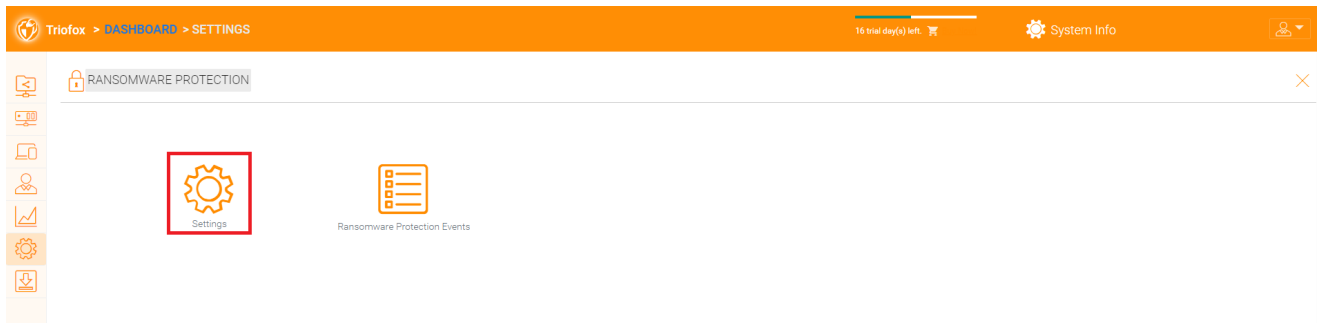 Triofox > DASHBOARD > SETTINGS
16 trial day(s) left.
System Info
RANSOMWARE PROTECTION
Settings
Ransomware Protection Events